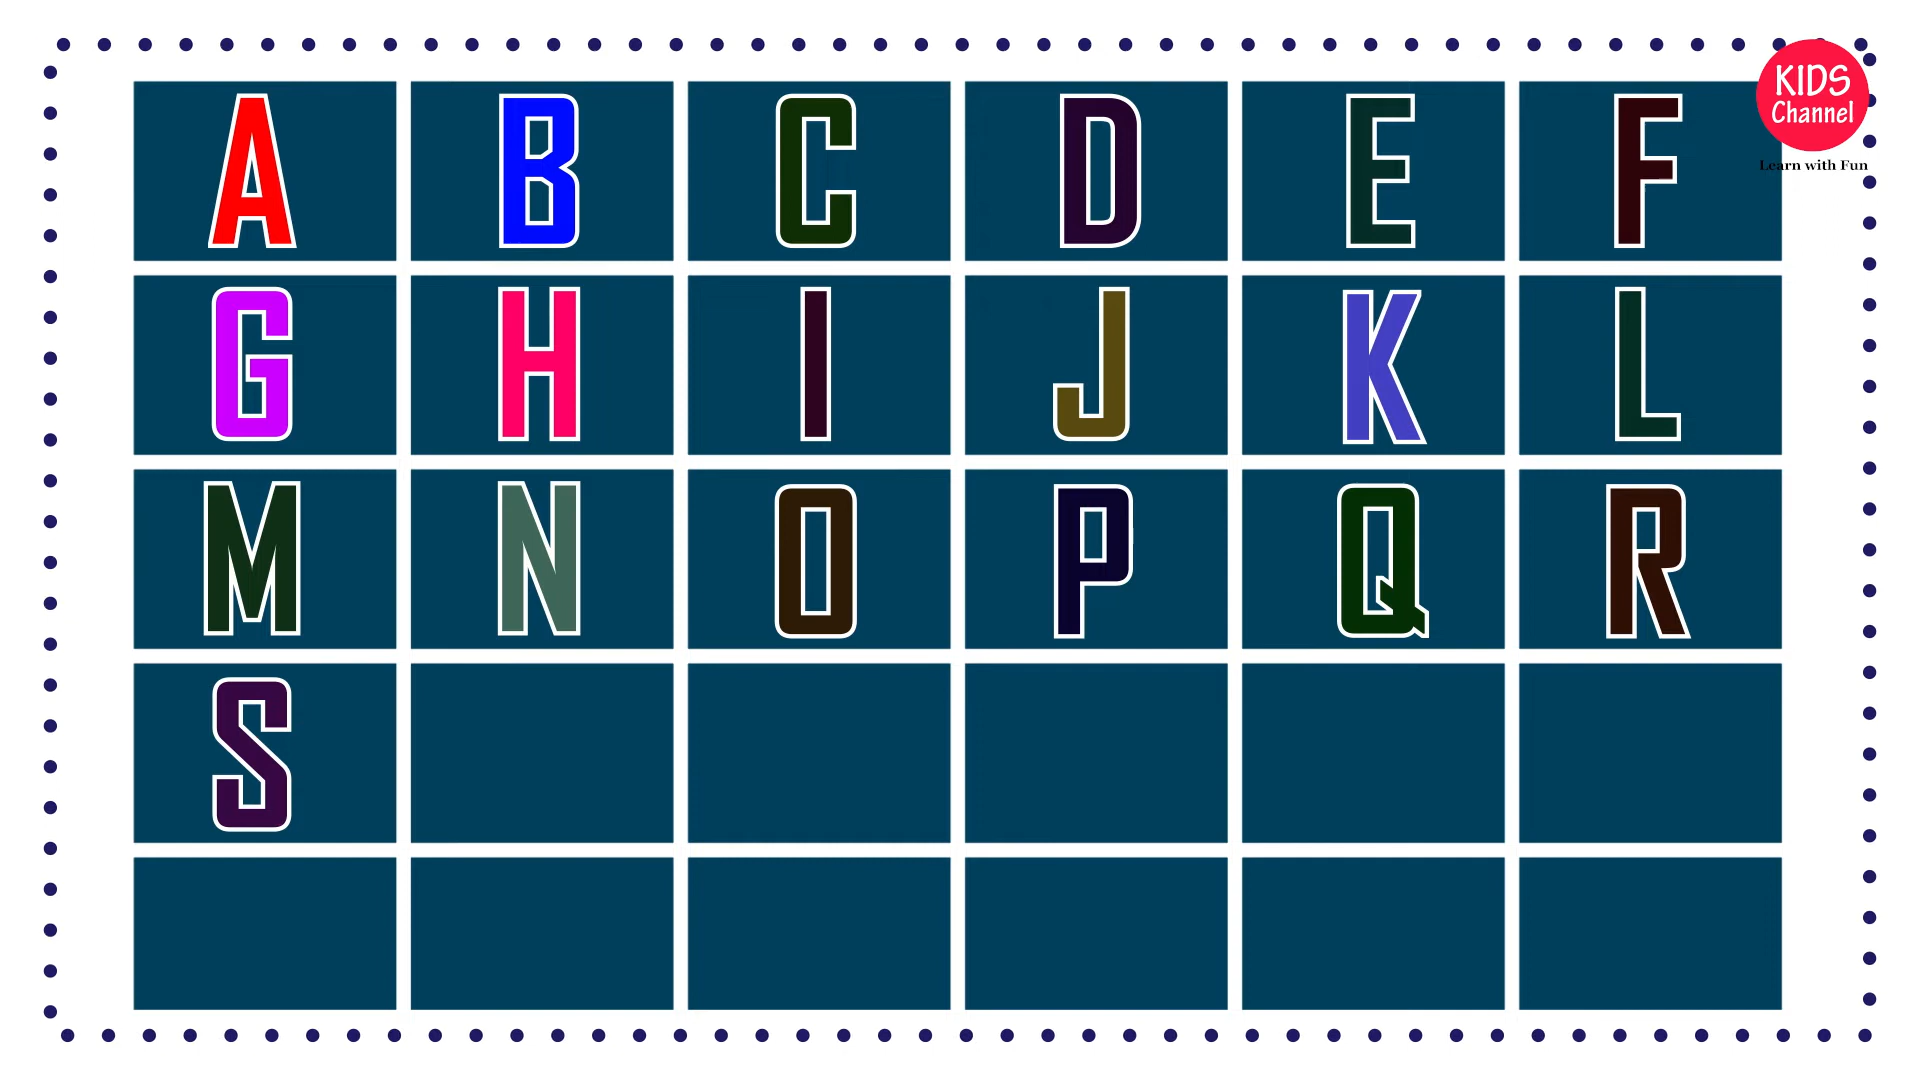 A B C D E F
KIDS
Channel
Learn with Fun
G H I J K L
M N O P Q R
S